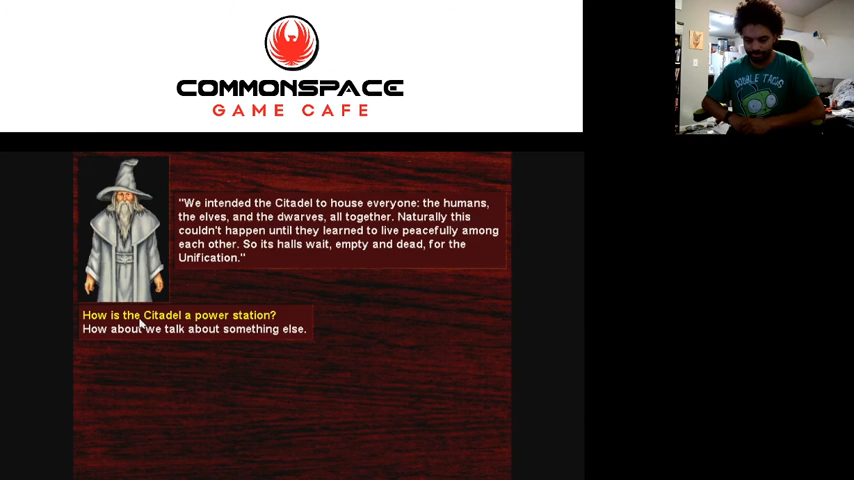 COMMONSPACE
GAME CAFE
DOUBLE TACOS
"We intended the Citadel to house everyone: the humans,
the elves, and the dwarves, all together. Naturally this
couldn't happen until they learned to live peacefully among
each other. So its halls wait, empty and dead, for the
Unification."
How is the Citadel a power station?
How about we talk about something else.